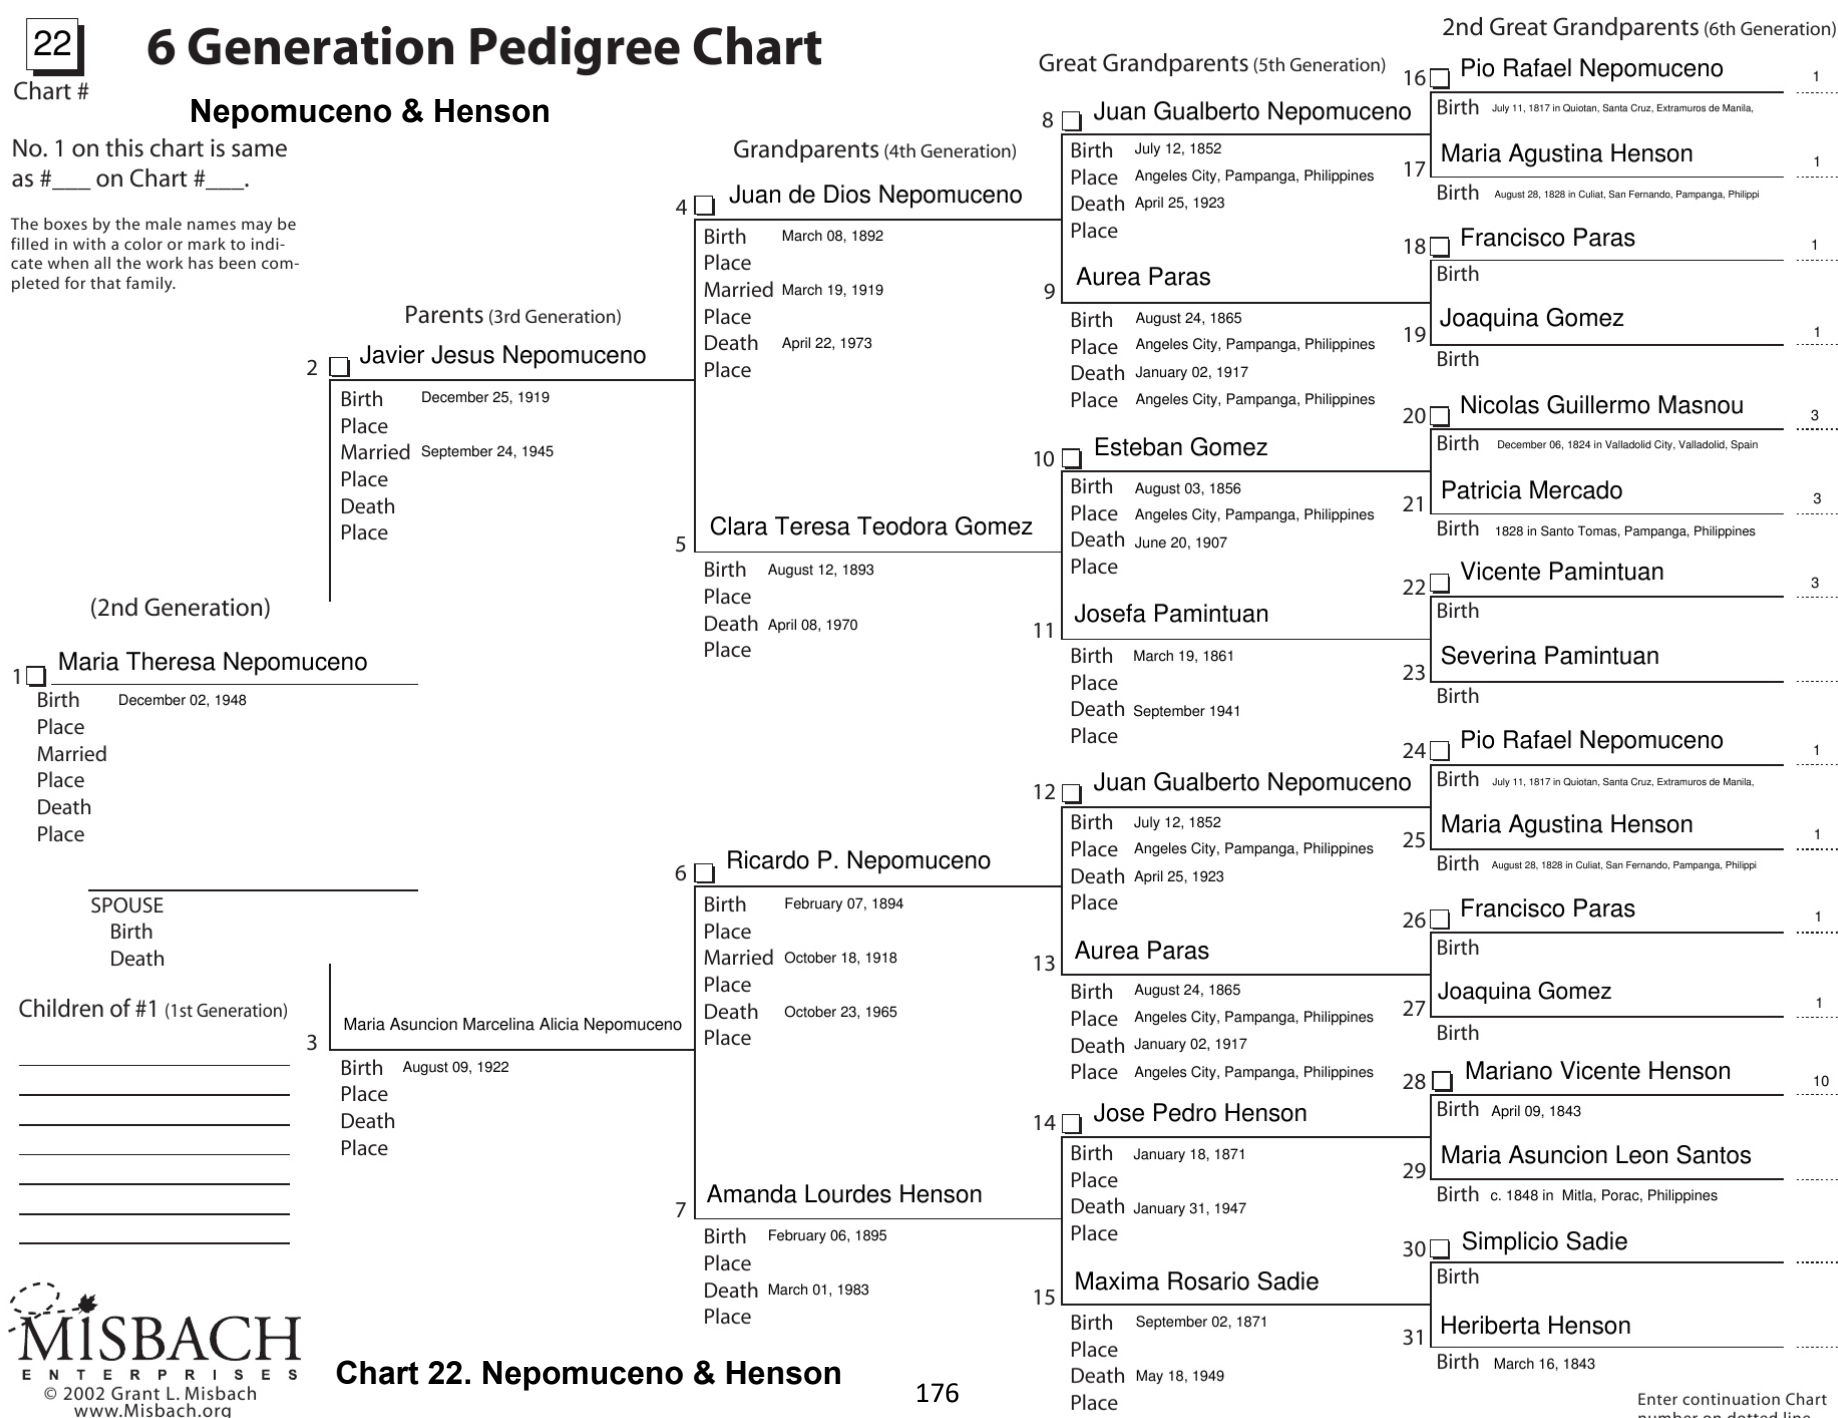 22
Chart #
6 Generation Pedigree Chart
Nepomuceno & Henson
No. 1 on this chart is same
as #___ on Chart #___.
The boxes by the male names may be
filled in with a color or mark to indi-
cate when all the work has been com-
pleted for that family.
(2nd Generation)
1 Maria Theresa Nepomuceno
Birth December 02, 1948
Place
Married
Place
Death
Place
SPOUSE
Birth
Death
Children of #1 (1st Generation)
Parents (3rd Generation)
2 Javier Jesus Nepomuceno
Birth December 25, 1919
Place
Married September 24, 1945
Place
Death
Place
3 Maria Asuncion Marcelina Alicia Nepomuceno
Birth August 09, 1922
Place
Death
Place
Grandparents (4th Generation)
4 Juan de Dios Nepomuceno
Birth March 08, 1892
Place
Married March 19, 1919
Place
Death April 22, 1973
Place
5 Clara Teresa Teodora Gomez
Birth August 12, 1893
Place
Death April 08, 1970
Place
6 Ricardo P. Nepomuceno
Birth February 07, 1894
Place
Married October 18, 1918
Place
Death October 23, 1965
Place
7 Amanda Lourdes Henson
Birth February 06, 1895
Place
Death March 01, 1983
Place
Great Grandparents (5th Generation)
8 Juan Gualberto Nepomuceno
Birth July 12, 1852
Place Angeles City, Pampanga, Philippines
Death April 25, 1923
Place
9 Aurea Paras
Birth August 24, 1865
Place Angeles City, Pampanga, Philippines
Death January 02, 1917
Place Angeles City, Pampanga, Philippines
10 Esteban Gomez
Birth August 03, 1856
Place Angeles City, Pampanga, Philippines
Death June 20, 1907
Place
11 Josefa Pamintuan
Birth March 19, 1861
Place
Death September 1941
Place
12 Juan Gualberto Nepomuceno
Birth July 12, 1852
Place Angeles City, Pampanga, Philippines
Death April 25, 1923
Place
13 Aurea Paras
Birth August 24, 1865
Place Angeles City, Pampanga, Philippines
Death January 02, 1917
Place Angeles City, Pampanga, Philippines
14 Jose Pedro Henson
Birth January 18, 1871
Place
Death January 31, 1947
Place
15 Maxima Rosario Sadie
Birth September 02, 1871
Place
Death May 18, 1949
Place
2nd Great Grandparents (6th Generation)
16 Pio Rafael Nepomuceno 1
Birth July 11, 1817 in Quiotan, Santa Cruz, Extramuros de Manila,
17 Maria Agustina Henson 1
Birth August 28, 1828 in Culiat, San Fernando, Pampanga, Philippi
18 Francisco Paras 1
Birth
19 Joaquina Gomez 1
Birth
20 Nicolas Guillermo Masnou 3
Birth December 06, 1824 in Valladolid City, Valladolid, Spain
21 Patricia Mercado 3
Birth 1828 in Santo Tomas, Pampanga, Philippines
22 Vicente Pamintuan 3
Birth
23 Severina Pamintuan
Birth
24 Pio Rafael Nepomuceno 1
Birth July 11, 1817 in Quiotan, Santa Cruz, Extramuros de Manila,
25 Maria Agustina Henson 1
Birth August 28, 1828 in Culiat, San Fernando, Pampanga, Philippi
26 Francisco Paras 1
Birth
27 Joaquina Gomez 1
Birth
28 Mariano Vicente Henson 10
Birth April 09, 1843
29 Maria Asuncion Leon Santos
Birth c. 1848 in Mitla, Porac, Philippines
30 Simplicio Sadie
Birth
31 Heriberta Henson
Birth March 16, 1843
MISBACH
ENTERPRISES
© 2002 Grant L. Misbach
www.Misbach.org
Chart 22. Nepomuceno & Henson
176
Enter continuation Chart
number on dotted line